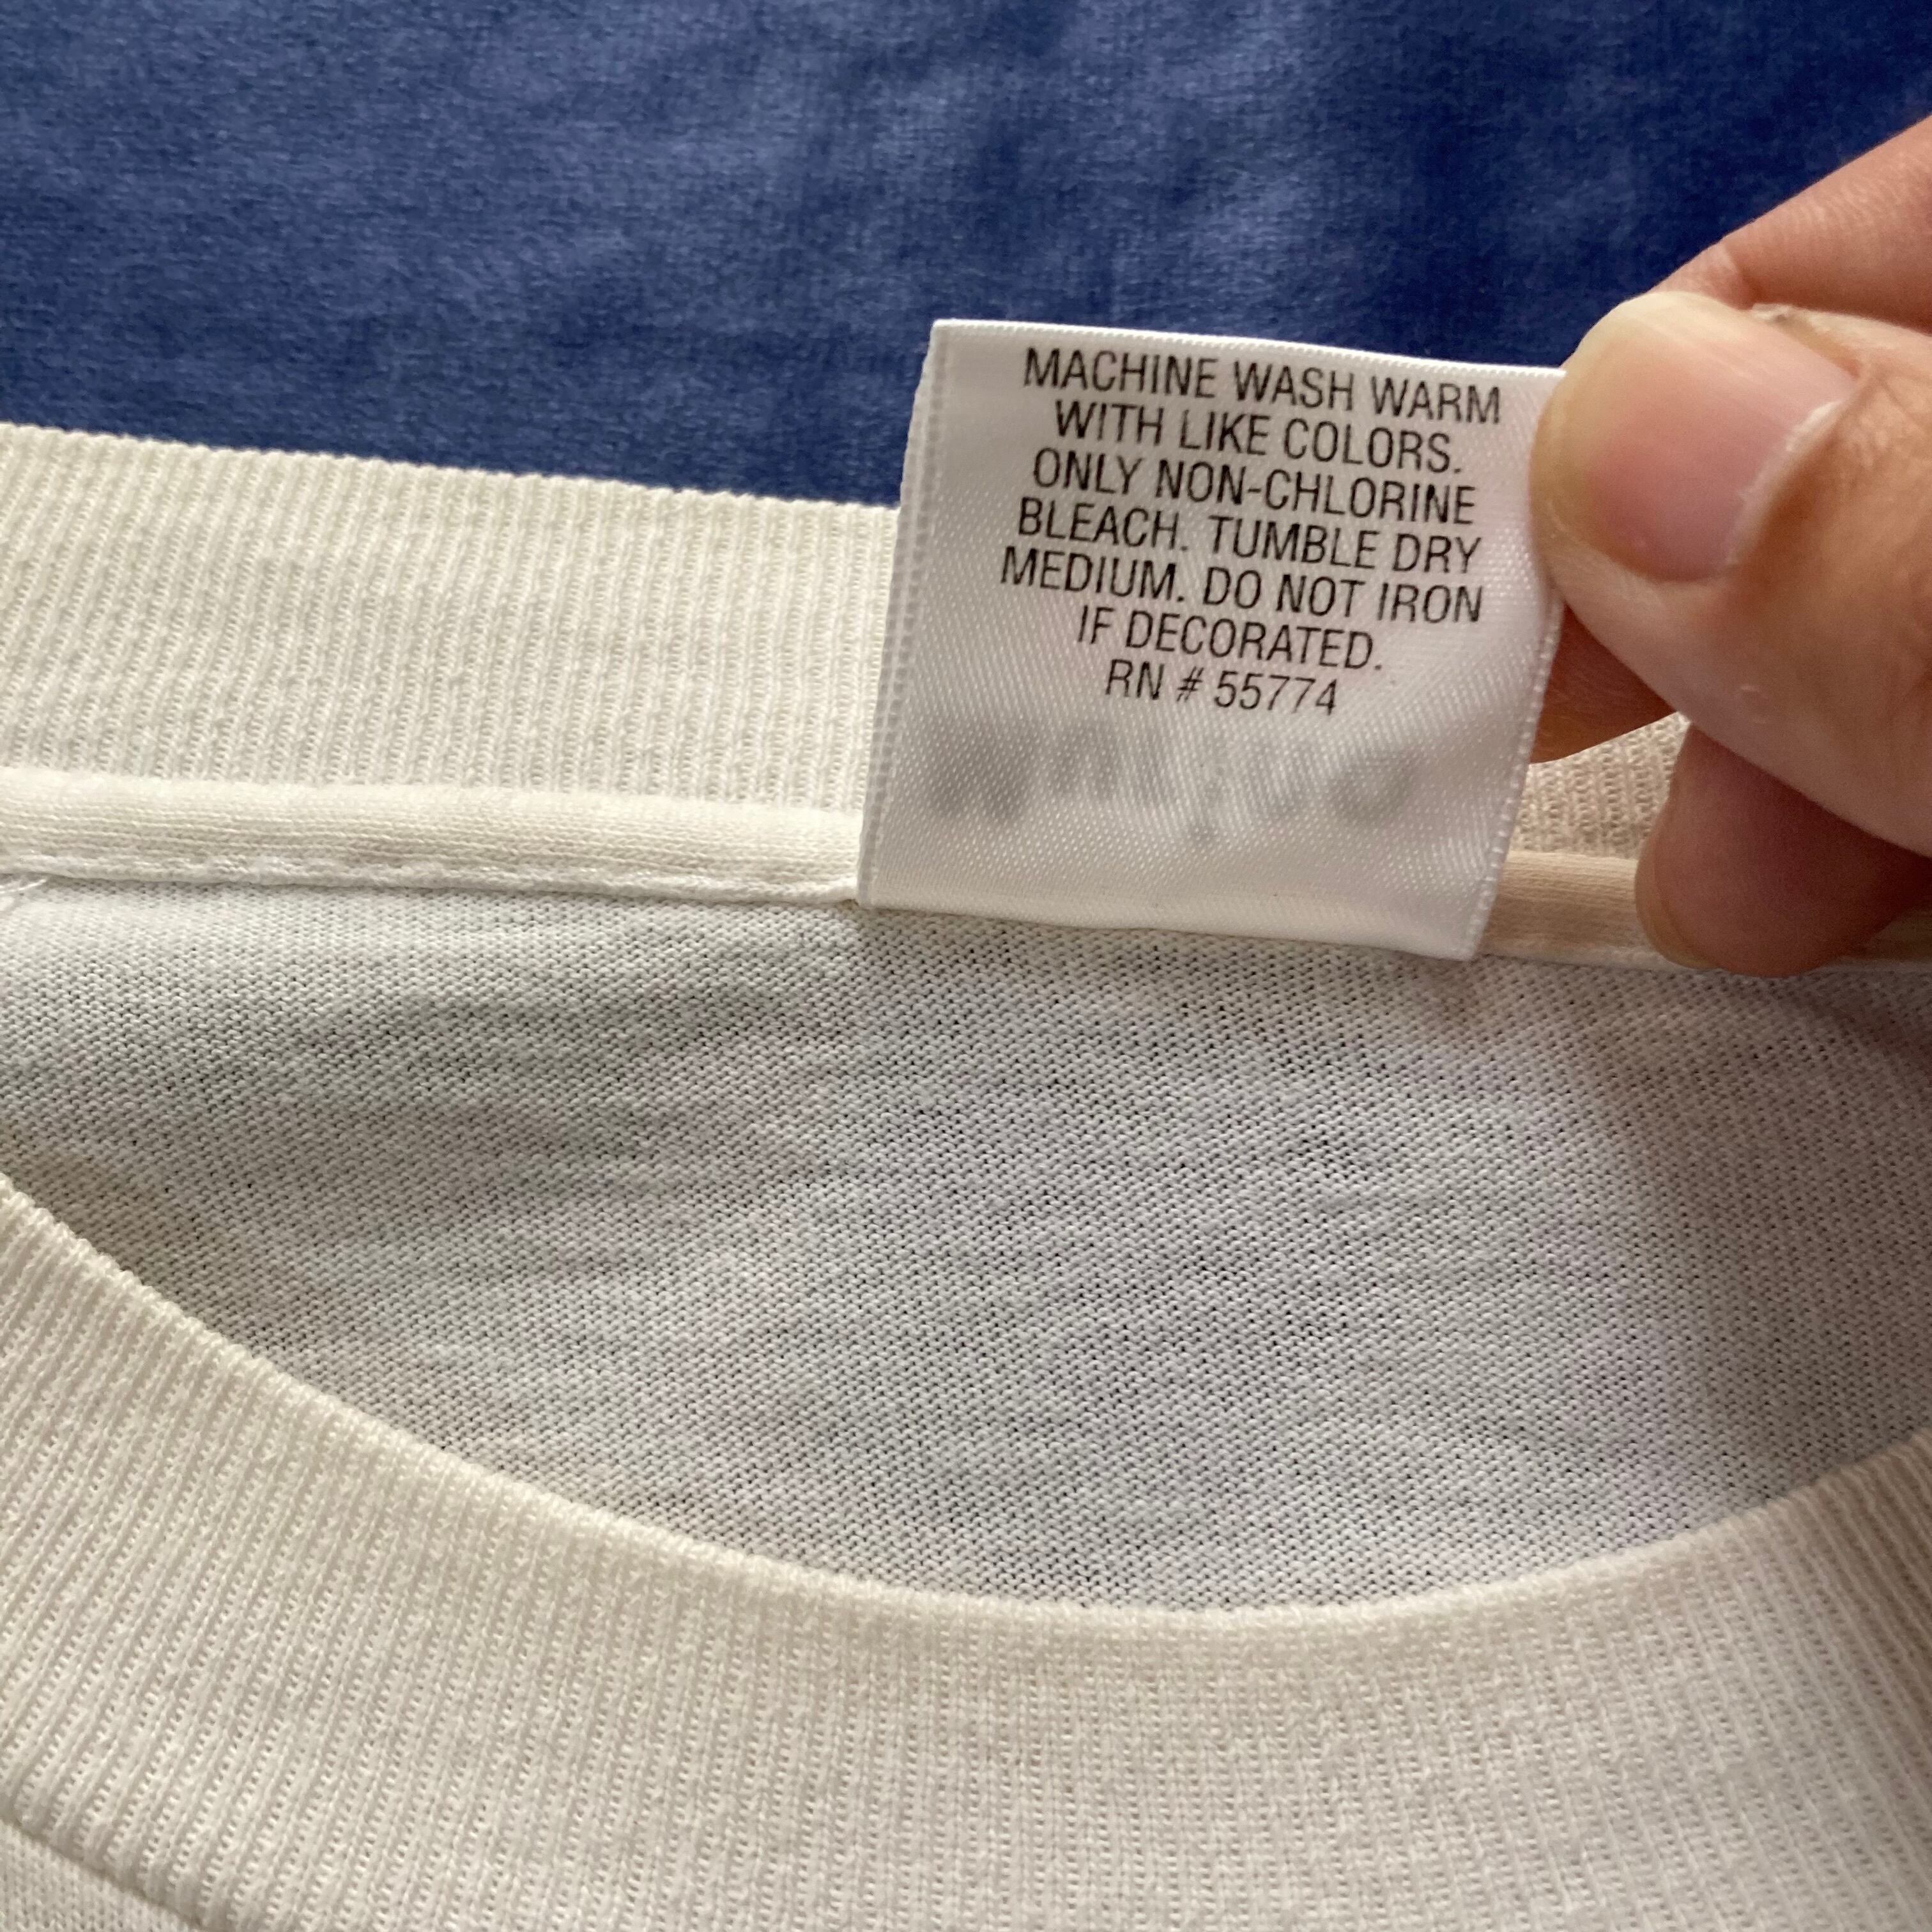 MACHINE WASH WARM
WITH LIKE COLORS.
ONLY NON-CHLORINE
BLEACH. TUMBLE DRY
MEDIUM. DO NOT IRON
IF DECORATED.
RN # 55774